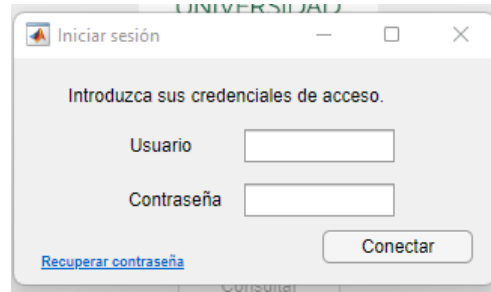 UNIVERSIDAD
Iniciar sesión
Introduzca sus credenciales de acceso.
Usuario
Contraseña
Conectar
Recuperar contraseña
Consultar